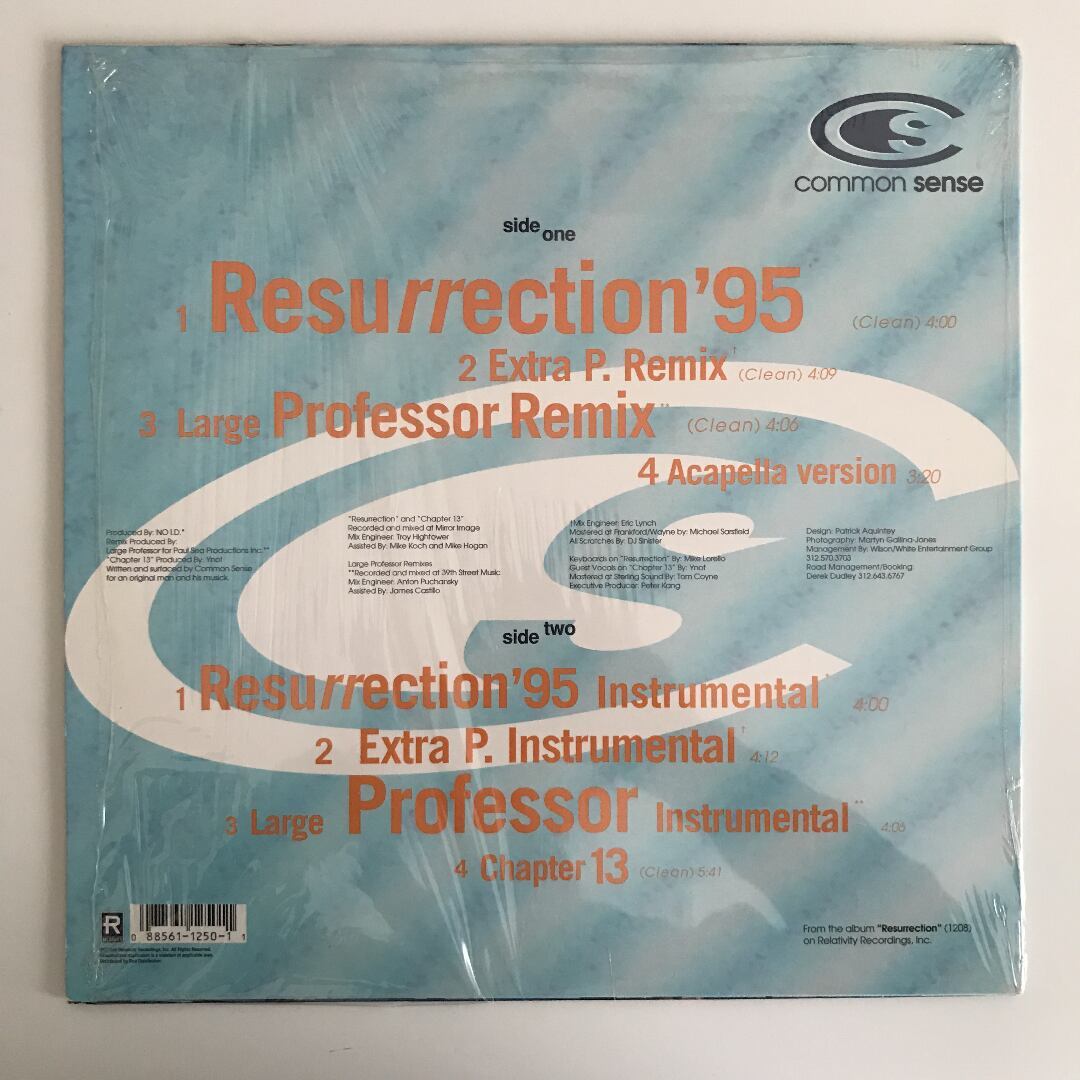 CS
common sense
side one
1 Resurrection '95 (Clean) 4:00
2 Extra P. Remix† (Clean) 4:09
3 Large Professor Remix** (Clean) 4:06
4 Acapella version 3:20
Produced By: NO I.D.*
Remix Produced By:
Large Professor for Paul Sea Productions Inc.**
"Chapter 13" Produced By: Ynot
Written and surfaced by Common Sense
for an original man and his musick.
"Resurrection" and "Chapter 13"
Recorded and mixed at Mirror Image
Mix Engineer: Troy Hightower
Assisted By: Mike Koch and Mike Hogan
Large Professor Remixes
**Recorded and mixed at 39th Street Music
Mix Engineer: Anton Puchansky
Assisted By: James Castillo
†Mix Engineer: Eric Lynch
Mastered at Frankford/Wayne by: Michael Sarsfield
All Scratches By: DJ Sinister
Keyboards on "Resurrection" By: Mike Lorello
Guest Vocals on "Chapter 13" By: Ynot
Mastered at Sterling Sound By: Tom Coyne
Executive Producer: Peter Kang
Design: Patrick Aquintey
Photography: Martyn Gallina-Jones
Management By: Wilson/White Entertainment Group
312.570.3703
Road Management/Booking:
Derek Dudley 312.643.6767
side two
1 Resurrection '95 Instrumental 4:00
2 Extra P. Instrumental† 4:12
3 Large Professor Instrumental** 4:06
4 Chapter 13 (Clean) 5:41
R
0 88561-1250-1 1
From the album "Resurrection" (1208)
on Relativity Recordings, Inc.